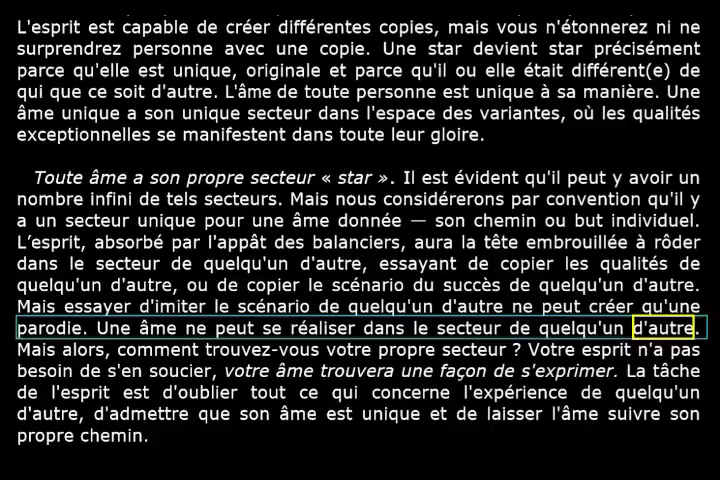 L'esprit est capable de créer différentes copies, mais vous n'étonnerez ni ne
surprendrez personne avec une copie. Une star devient star précisément
parce qu'elle est unique, originale et parce qu'il ou elle était différent(e) de
qui que ce soit d'autre. L'âme de toute personne est unique à sa manière. Une
âme unique a son unique secteur dans l'espace des variantes, où les qualités
exceptionnelles se manifestent dans toute leur gloire.
Toute âme a son propre secteur « star ». Il est évident qu'il peut y avoir un
nombre infini de tels secteurs. Mais nous considérerons par convention qu'il y
a un secteur unique pour une âme donnée — son chemin ou but individuel.
L’esprit, absorbé par l'appât des balanciers, aura la tête embrouillée à rôder
dans le secteur de quelqu'un d'autre, essayant de copier les qualités de
quelqu'un d'autre, ou de copier le scénario du succès de quelqu'un d'autre.
Mais essayer d'imiter le scénario de quelqu'un d'autre ne peut créer qu'une
parodie. Une âme ne peut se réaliser dans le secteur de quelqu'un d'autre.
Mais alors, comment trouvez-vous votre propre secteur ? Votre esprit n'a pas
besoin de s'en soucier, votre âme trouvera une façon de s'exprimer. La tâche
de l'esprit est d'oublier tout ce qui concerne l'expérience de quelqu'un
d'autre, d'admettre que son âme est unique et de laisser l'âme suivre son
propre chemin.